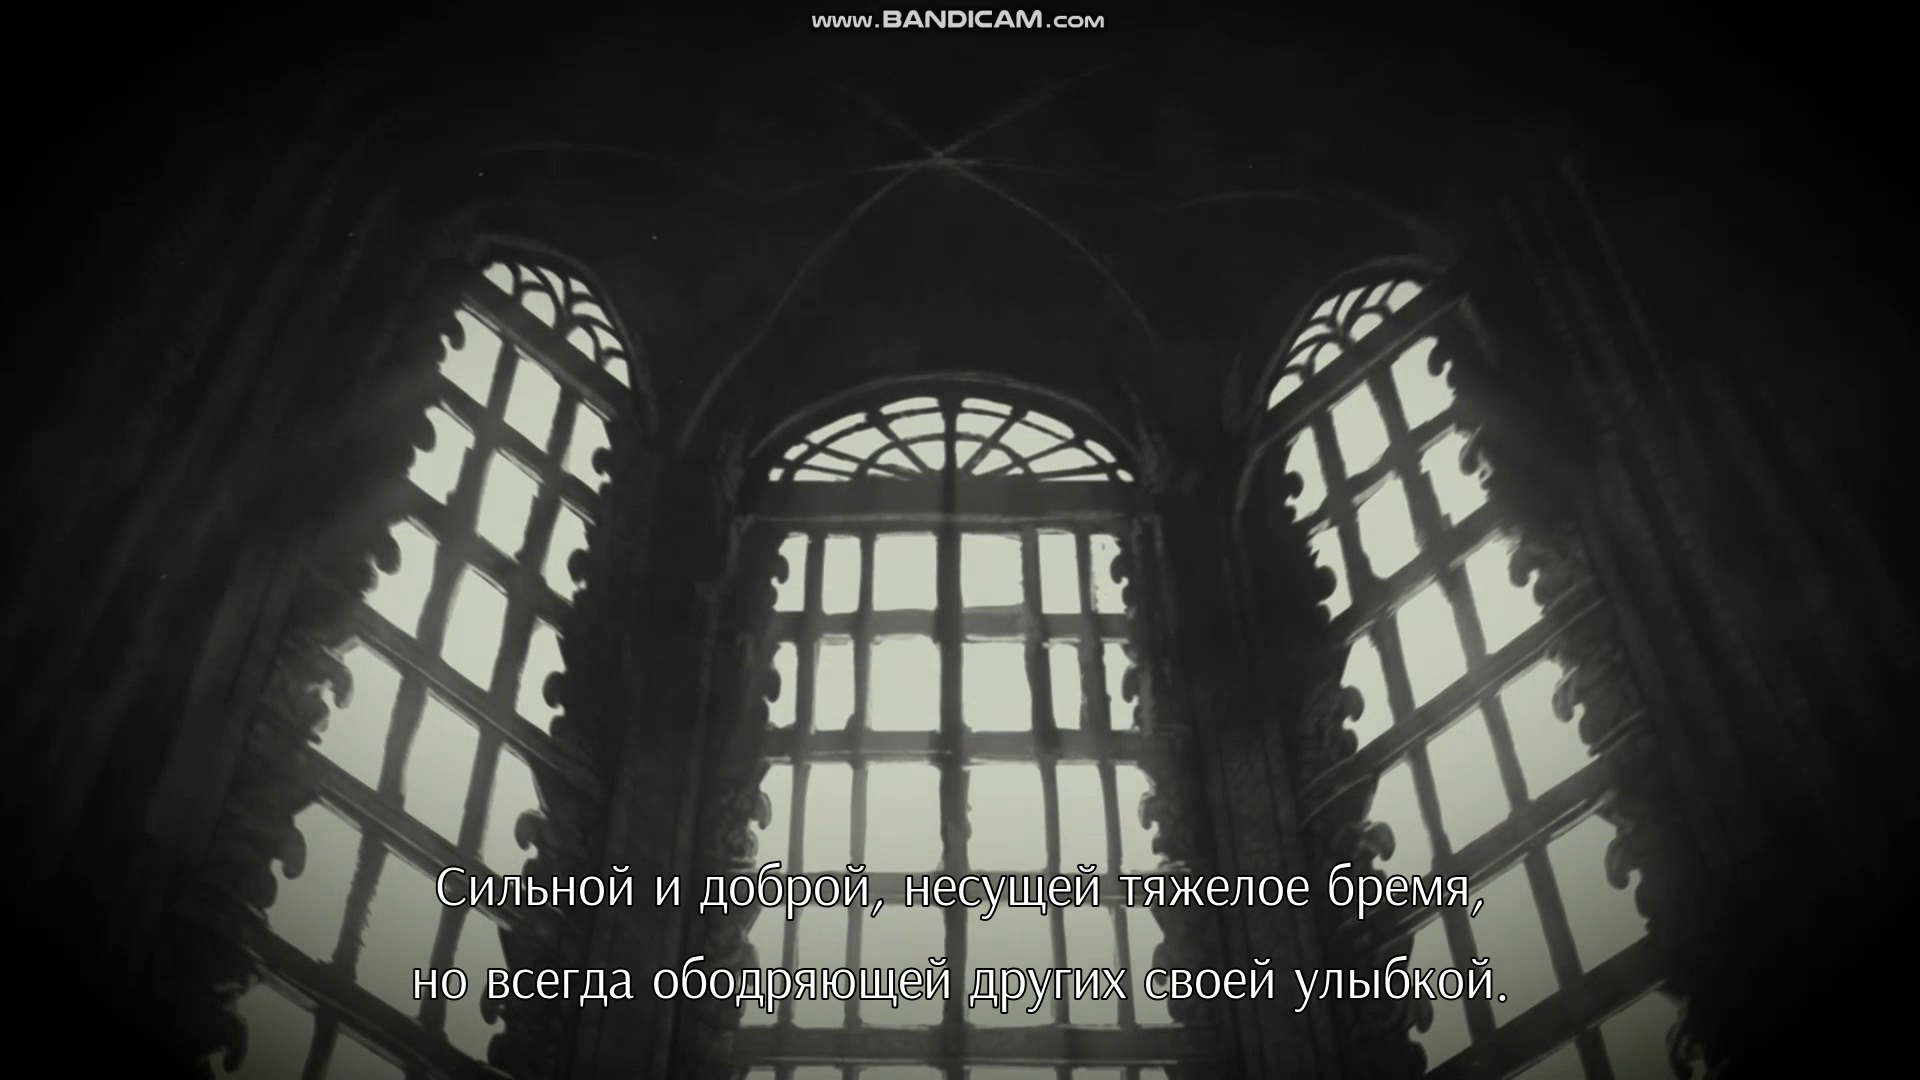 www.BANDICAM.com
Сильной и доброй, несущей тяжелое бремя,
но всегда ободряющей других своей улыбкой.